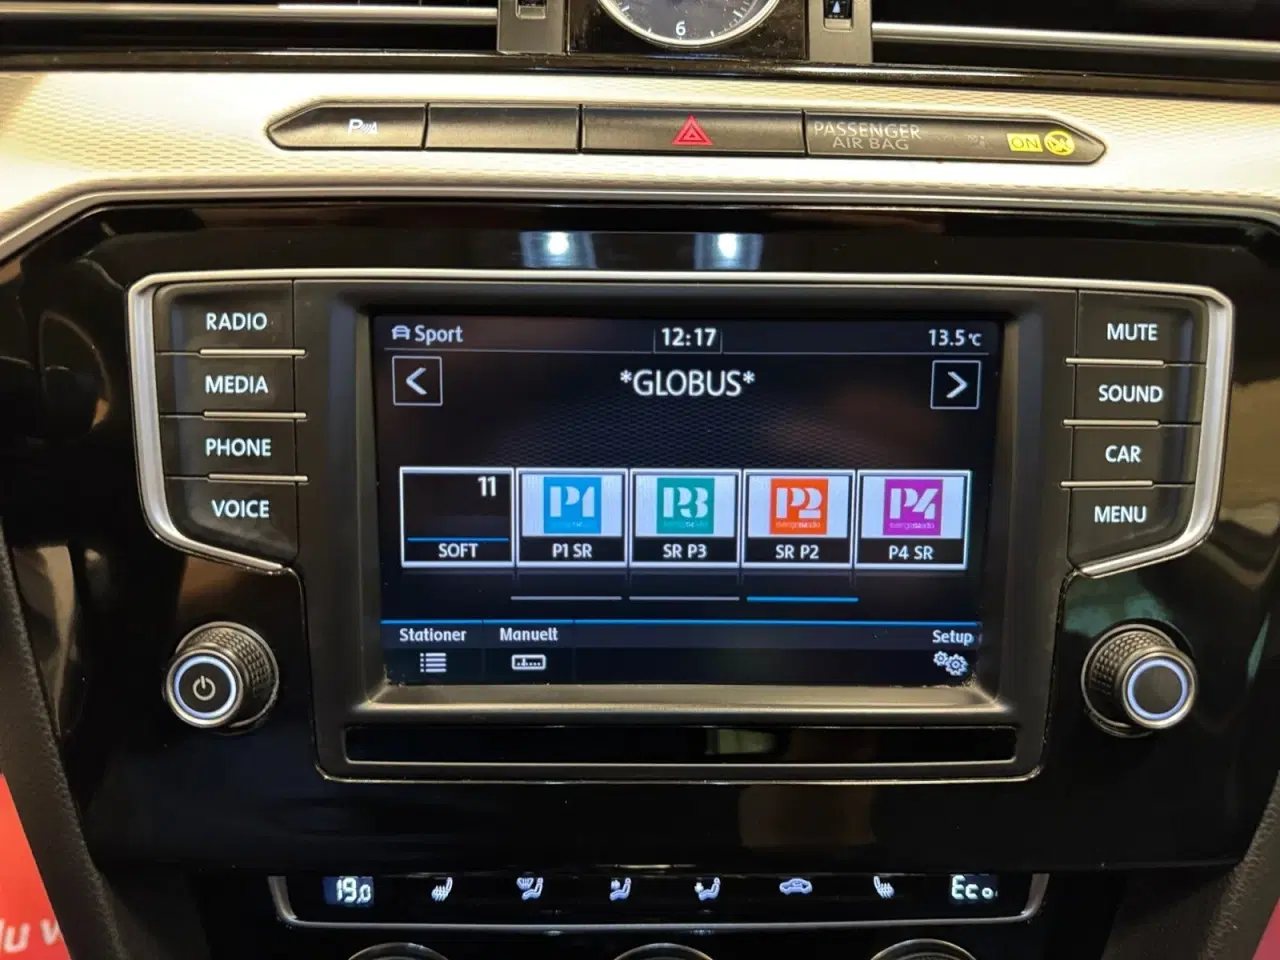 6
P
PASSENGER
AIR BAG
ON
RADIO
MEDIA
PHONE
VOICE
Sport
12:17
13.5°C
*GLOBUS*
11
SOFT
P1
P1 SR
P3
SR P3
P2
SR P2
P4
P4 SR
Stationer
Manuelt
Setup
MUTE
SOUND
CAR
MENU
19.0
Eco